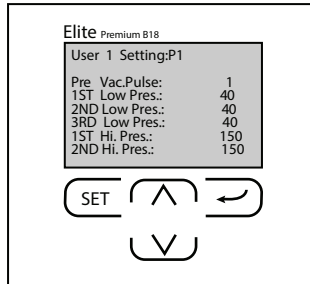 Elite Premium B18
User 1 Setting:P1
Pre Vac.Pulse: 1
1ST Low Pres.: 40
2ND Low Pres.: 40
3RD Low Pres.: 40
1ST Hi. Pres.: 150
2ND Hi. Pres.: 150
SET